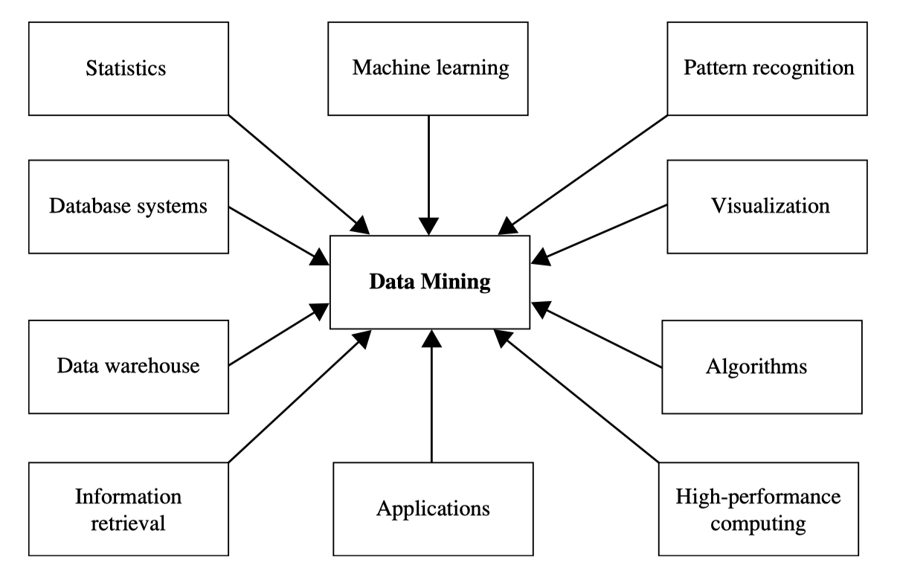 Statistics
Machine learning
Pattern recognition
Database systems
Visualization
Data Mining
Data warehouse
Algorithms
Information
retrieval
Applications
High-performance
computing